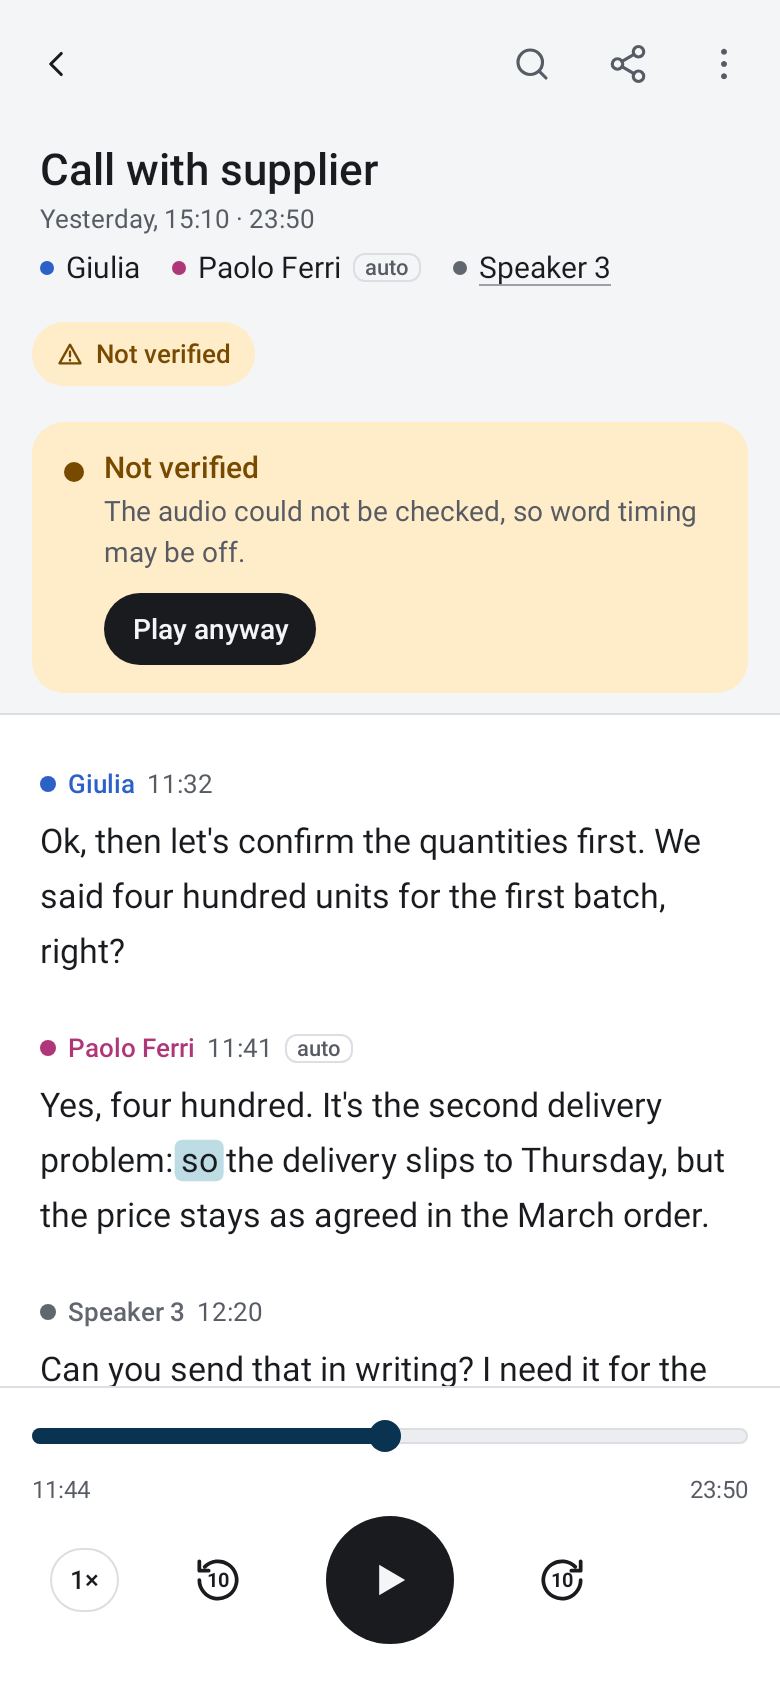 Call with supplier
Yesterday, 15:10 · 23:50
Giulia Paolo Ferri auto Speaker 3
Not verified
Not verified
The audio could not be checked, so word timing
may be off.
Play anyway
Giulia 11:32
Ok, then let's confirm the quantities first. We
said four hundred units for the first batch,
right?
Paolo Ferri 11:41 auto
Yes, four hundred. It's the second delivery
problem: so the delivery slips to Thursday, but
the price stays as agreed in the March order.
Speaker 3 12:20
Can you send that in writing? I need it for the
11:44 23:50
1× 10 10